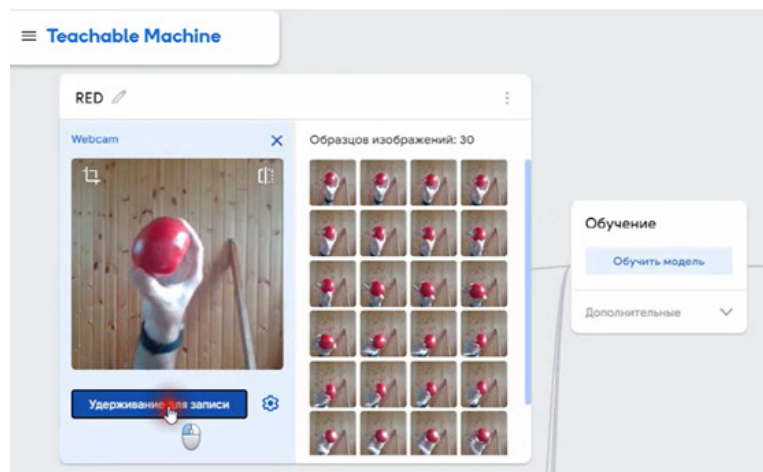 Teachable Machine
RED
Webcam
Образцов изображений: 30
Удерживание для записи
Обучение
Обучить модель
Дополнительные